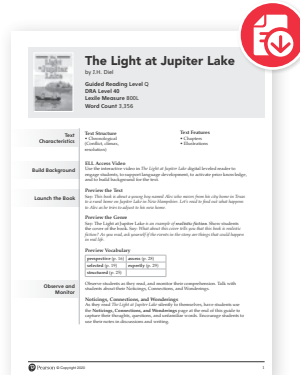 The Light at Jupiter Lake
by J.H. Diel
Guided Reading Level Q
DRA Level 40
Lexile Measure 800L
Word Count 3,356
Text
Characteristics
Text Structure
• Chronological
(Conflict, climax,
resolution)
Text Features
• Chapters
• Illustrations
Build Background
ELL Access Video
Use the interactive video in The Light at Jupiter Lake digital leveled reader to
engage students, to support language development, to activate prior knowledge,
and to build background for the text.
Launch the Book
Preview the Text
Say: This book is about a young boy named Alec who moves from his city home in Texas
to a rural home on Jupiter Lake in New Mexico. Let's read to find out what happens
to Alec as he tries to adjust to his new home.
Preview the Genre
Say: The Light at Jupiter Lake is an example of realistic fiction. Show students
the cover of the book. Say: What about this cover tells you that this book is realistic
fiction? As you read, ask yourself if the events in the story are things that would happen
in real life.
Preview Vocabulary
perspective (p. 16) access (p. 28)
selected (p. 19) expertly (p. 29)
structured (p. 25)
Observe and
Monitor
Observe students as they read, and monitor their comprehension. Talk with
students about their Noticings, Connections, and Wonderings.
Noticings, Connections, and Wonderings
As they read The Light at Jupiter Lake silently to themselves, have students use
the Noticings, Connections, and Wonderings page at the end of this guide to
capture their thoughts, questions, and external words. Encourage students to
use their notes in discussions and writing.
Pearson © Copyright 2020
1